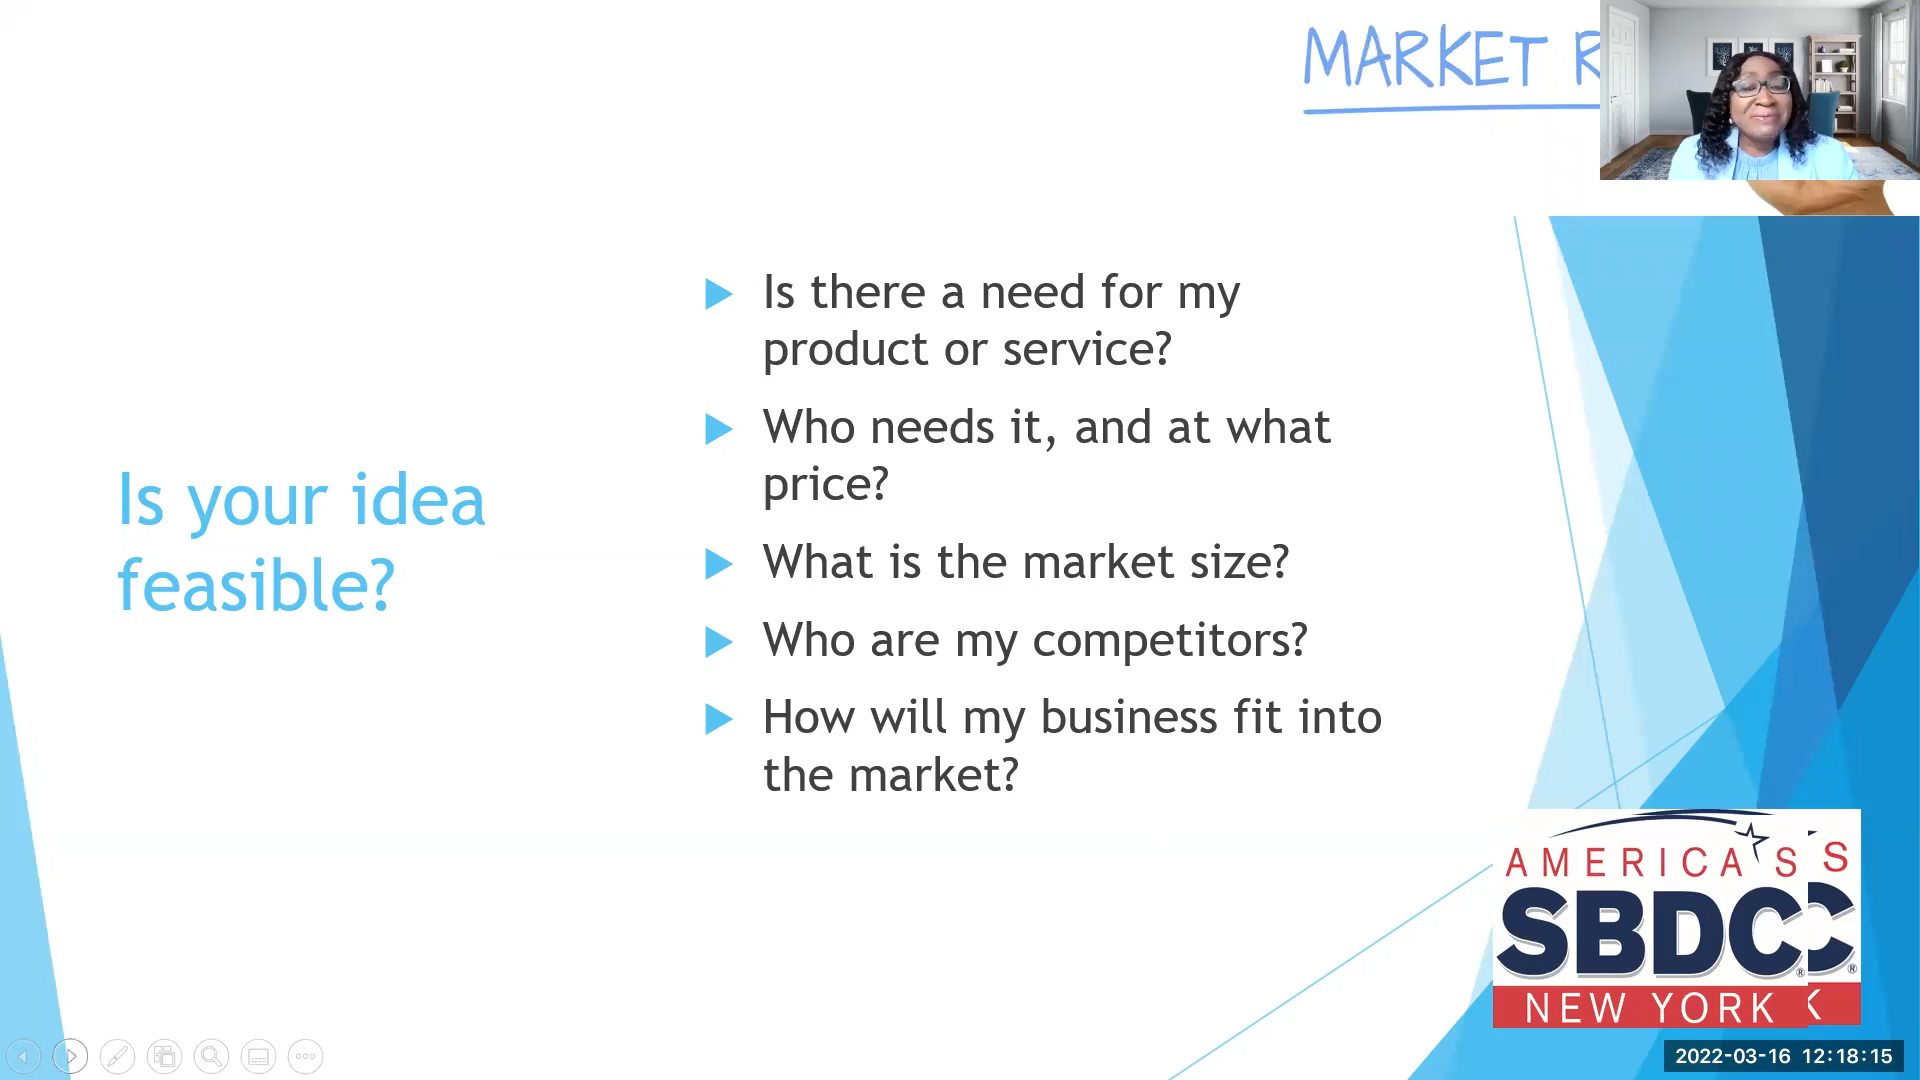 MARKET R
Is your idea
feasible?
Is there a need for my
product or service?
Who needs it, and at what
price?
What is the market size?
Who are my competitors?
How will my business fit into
the market?
AMERICA'S S
SBDC C
NEW YORK K
2022-03-16 12:18:15